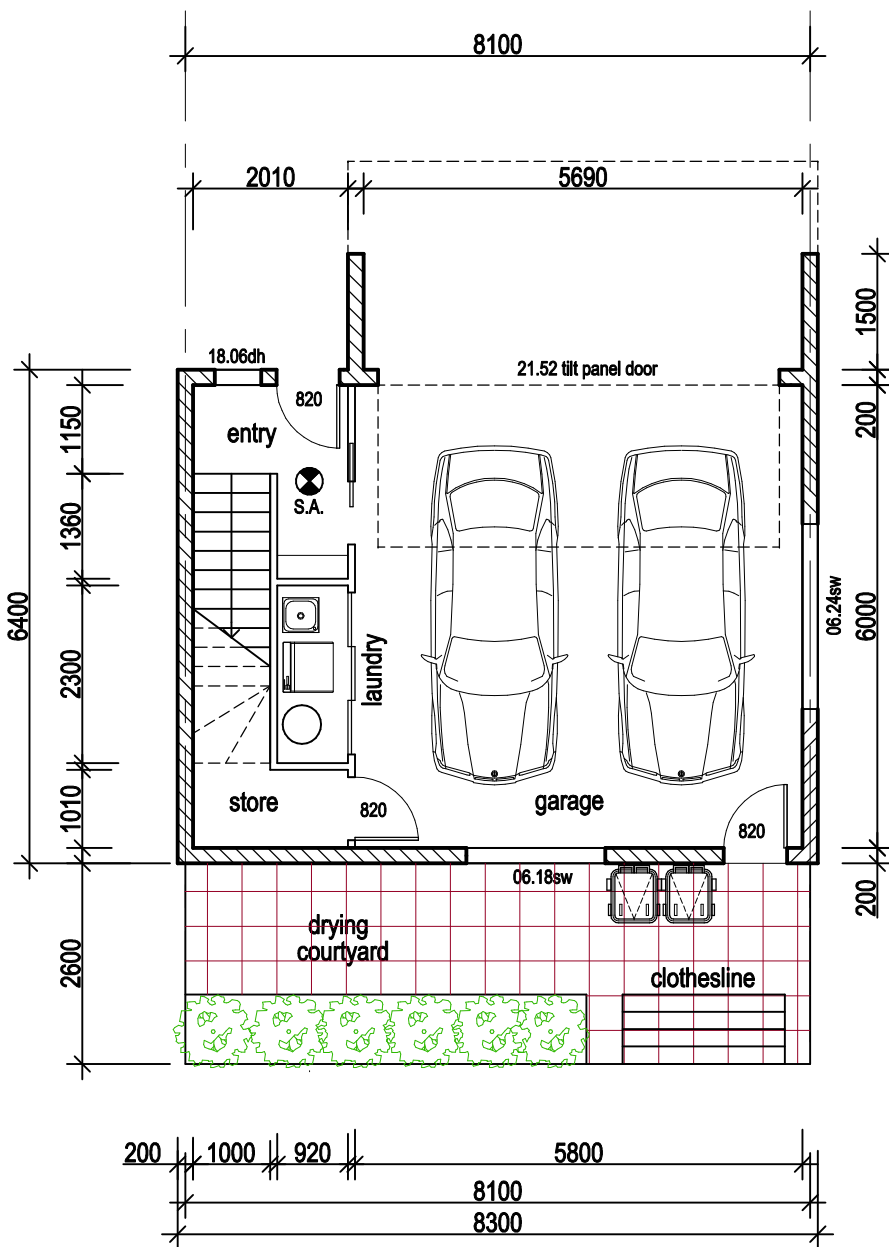 8100
2010
5690
1500
18.06dh
21.52 tilt panel door
820
entry
1150
200
S.A.
1360
06.24sw
6400
6000
2300
laundry
1010
store
820
garage
820
06.18sw
200
drying
courtyard
2600
clothesline
200
1000
920
5800
8100
8300